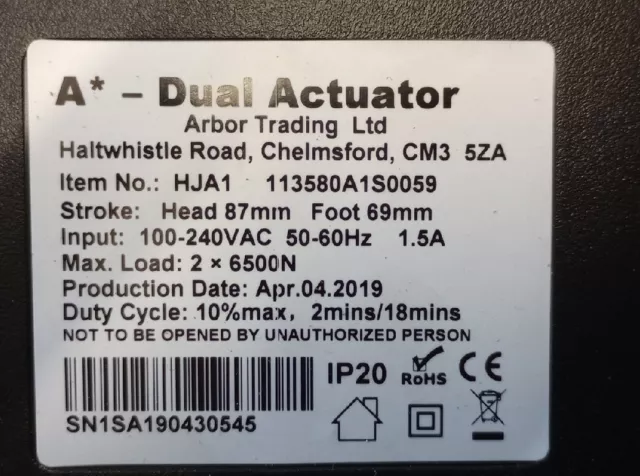 A* – Dual Actuator
Arbor Trading Ltd
Haltwhistle Road, Chelmsford, CM3 5ZA
Item No.: HJA1 113580A1S0059
Stroke: Head 87mm Foot 69mm
Input: 100-240VAC 50-60Hz 1.5A
Max. Load: 2 × 6500N
Production Date: Apr.04.2019
Duty Cycle: 10%max, 2mins/18mins
NOT TO BE OPENED BY UNAUTHORIZED PERSON
IP20 RoHS CE
SN1SA190430545